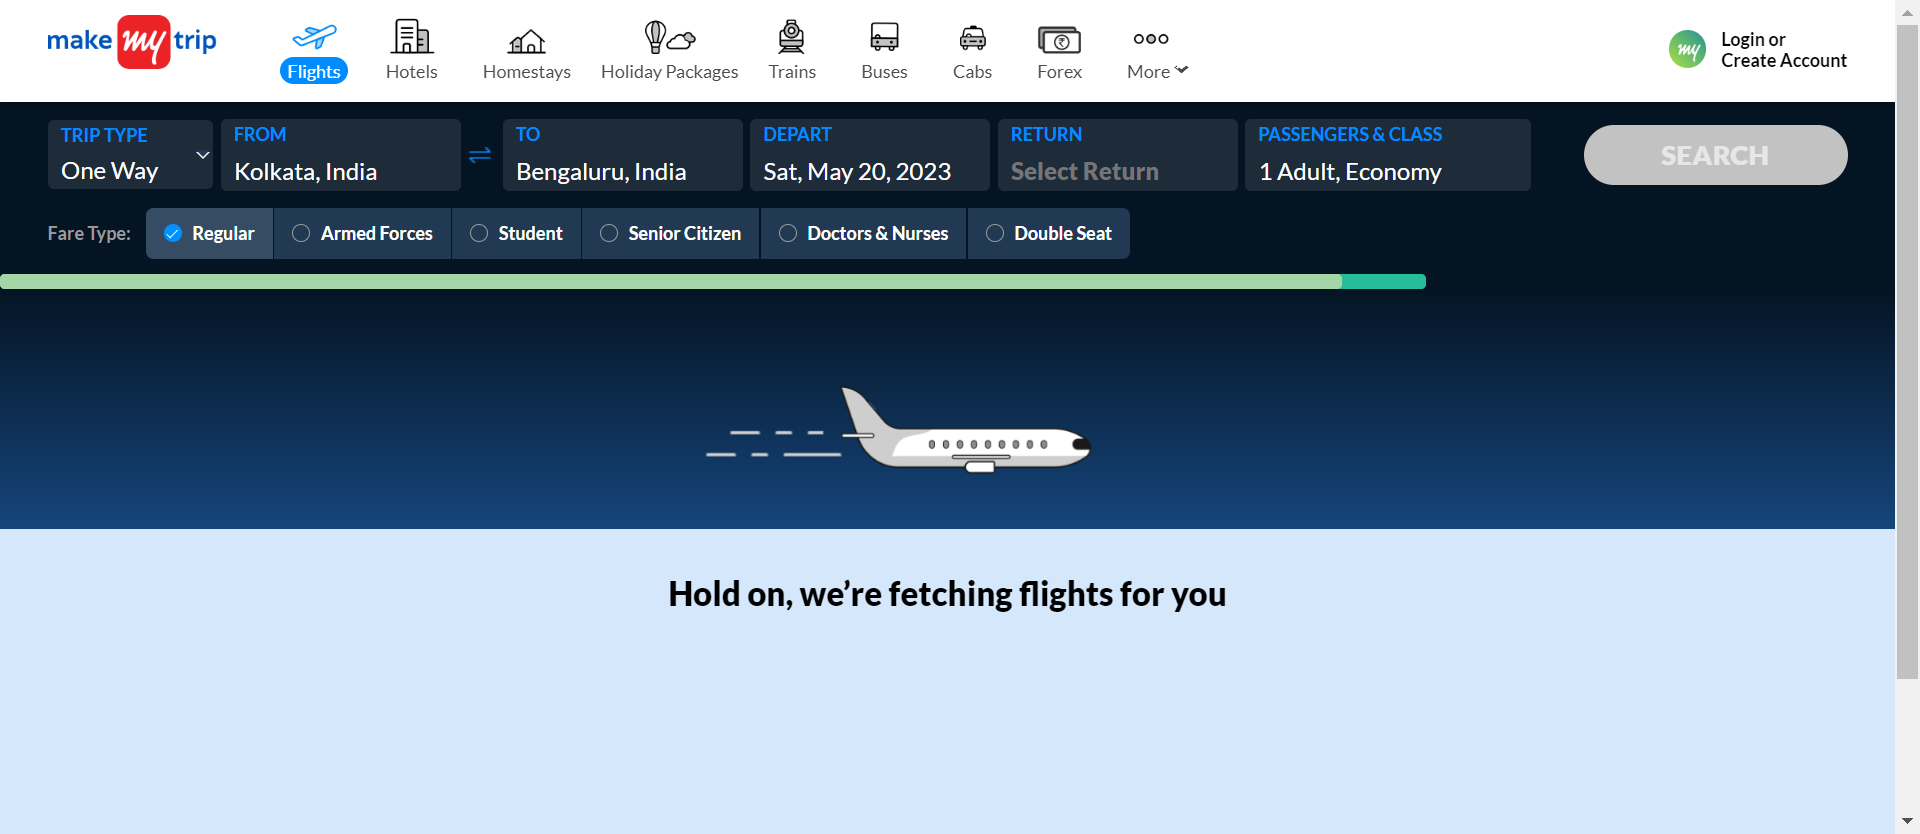 make my trip
Flights
Hotels
Homestays
Holiday Packages
Trains
Buses
Cabs
Forex
More
my
Login or
Create Account
TRIP TYPE
One Way
FROM
Kolkata, India
TO
Bengaluru, India
DEPART
Sat, May 20, 2023
RETURN
Select Return
PASSENGERS & CLASS
1 Adult, Economy
SEARCH
Fare Type:
Regular
Armed Forces
Student
Senior Citizen
Doctors & Nurses
Double Seat
Hold on, we’re fetching flights for you